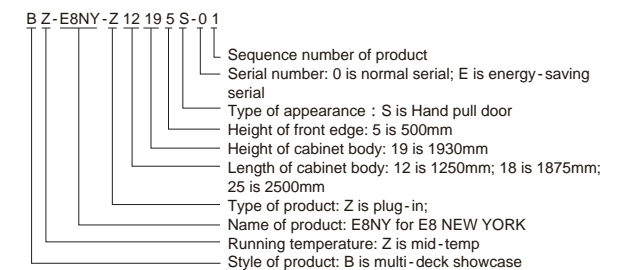 B Z-E8NY-Z 12 19 5 S-0 1
Sequence number of product
Serial number: 0 is normal serial; E is energy-saving
serial
Type of appearance：S is Hand pull door
Height of front edge: 5 is 500mm
Height of cabinet body: 19 is 1930mm
Length of cabinet body: 12 is 1250mm; 18 is 1875mm;
25 is 2500mm
Type of product: Z is plug-in;
Name of product: E8NY for E8 NEW YORK
Running temperature: Z is mid-temp
Style of product: B is multi-deck showcase